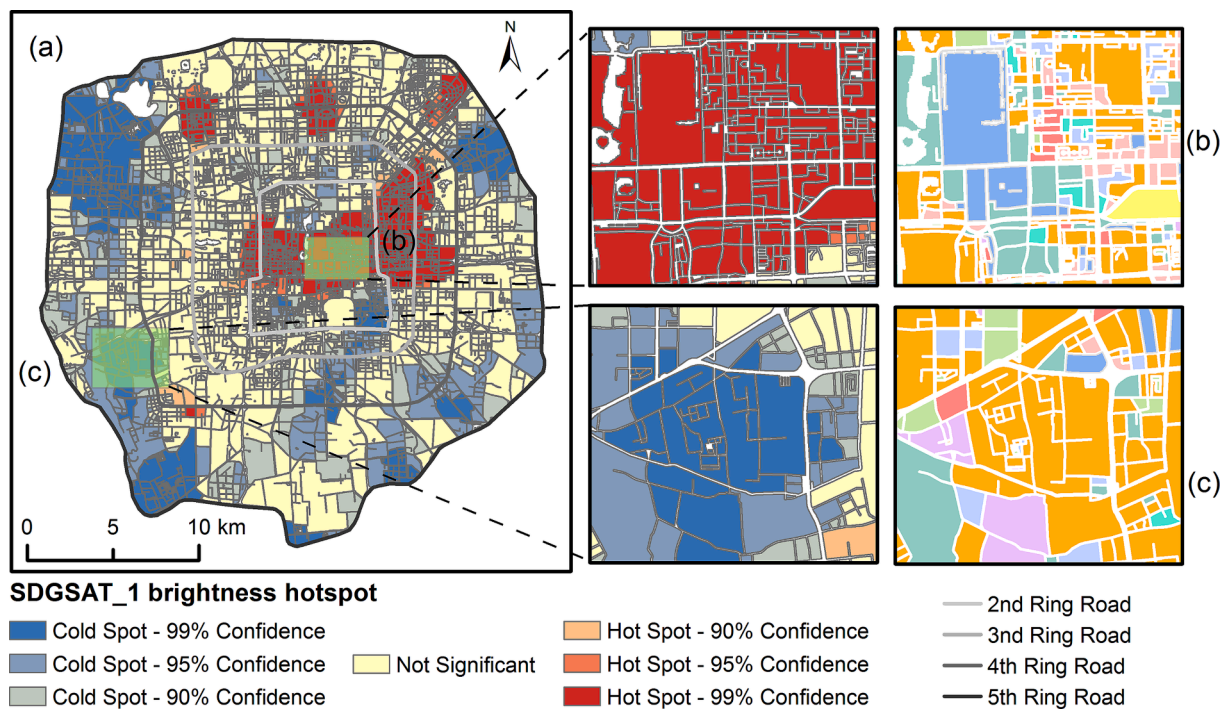 (a)
N
(b)
(c)
0 5 10 km
(b)
(c)
SDGSAT_1 brightness hotspot
Cold Spot - 99% Confidence
Cold Spot - 95% Confidence
Cold Spot - 90% Confidence
Not Significant
Hot Spot - 90% Confidence
Hot Spot - 95% Confidence
Hot Spot - 99% Confidence
2nd Ring Road
3nd Ring Road
4th Ring Road
5th Ring Road